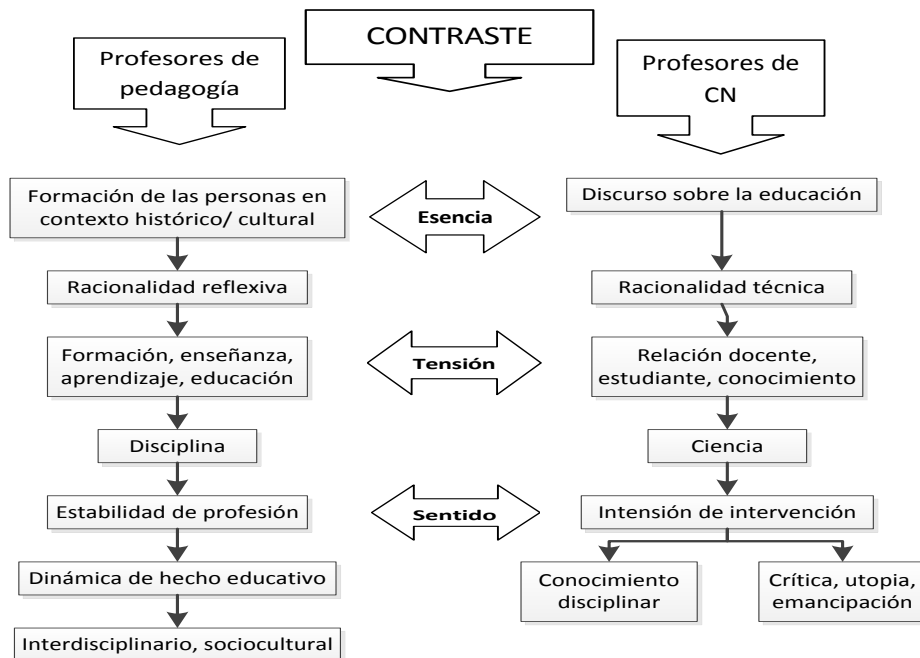 CONTRASTE
Profesores de
pedagogía
Profesores de
CN
Formación de las personas en
contexto histórico/ cultural
Esencia
Discurso sobre la educación
Racionalidad reflexiva
Racionalidad técnica
Formación, enseñanza,
aprendizaje, educación
Tensión
Relación docente,
estudiante, conocimiento
Disciplina
Ciencia
Estabilidad de profesión
Sentido
Intensión de intervención
Dinámica de hecho educativo
Conocimiento
disciplinar
Crítica, utopia,
emancipación
Interdisciplinario, sociocultural